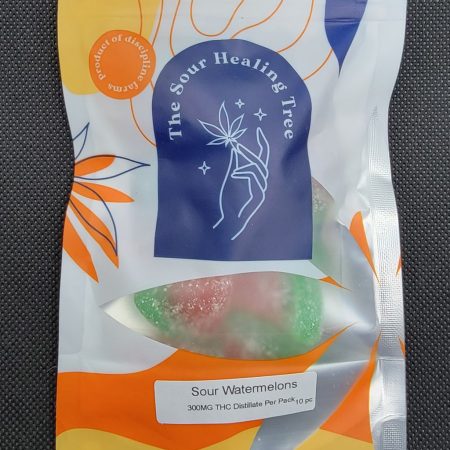 Product of discipline farms
The Sour Healing Tree
Sour Watermelons
300MG THC Distillate Per Pack 10 pc